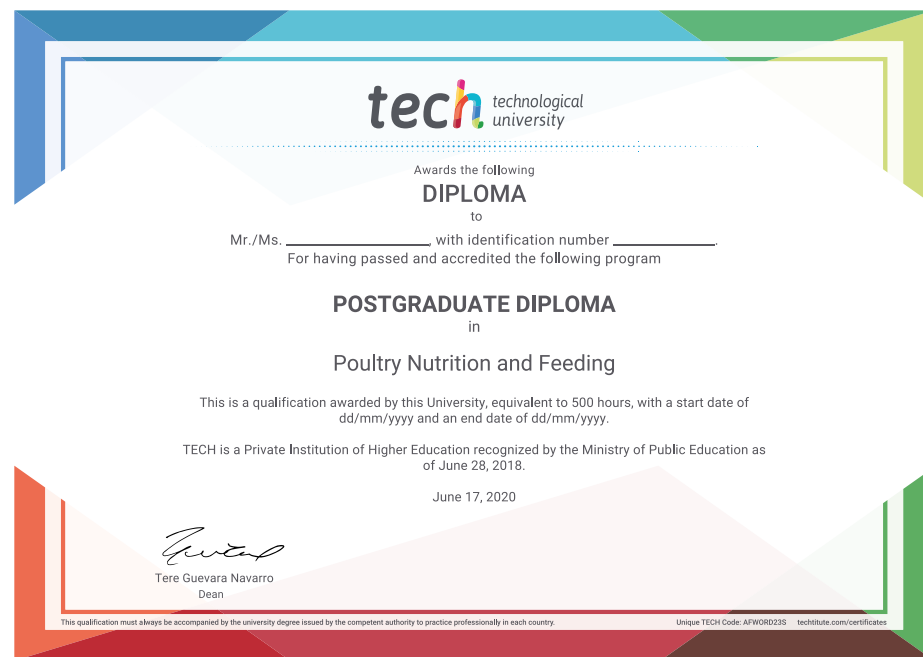 tech technological
university
Awards the following
DIPLOMA
to
Mr./Ms. ____________________, with identification number ______________.
For having passed and accredited the following program
POSTGRADUATE DIPLOMA
in
Poultry Nutrition and Feeding
This is a qualification awarded by this University, equivalent to 500 hours, with a start date of
dd/mm/yyyy and an end date of dd/mm/yyyy.
TECH is a Private Institution of Higher Education recognized by the Ministry of Public Education as
of June 28, 2018.
June 17, 2020
Tere Guevara Navarro
Dean
This qualification must always be accompanied by the university degree issued by the competent authority to practice professionally in each country. Unique TECH Code: AFWORD23S techtitute.com/certificates